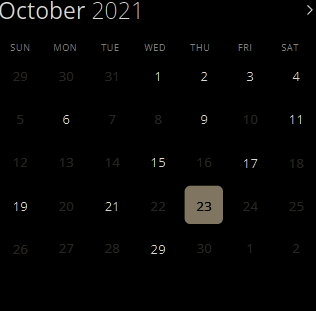 October 2021 >
SUN MON TUE WED THU FRI SAT
29 30 31 1 2 3 4
5 6 7 8 9 10 11
12 13 14 15 16 17 18
19 20 21 22 23 24 25
26 27 28 29 30 1 2